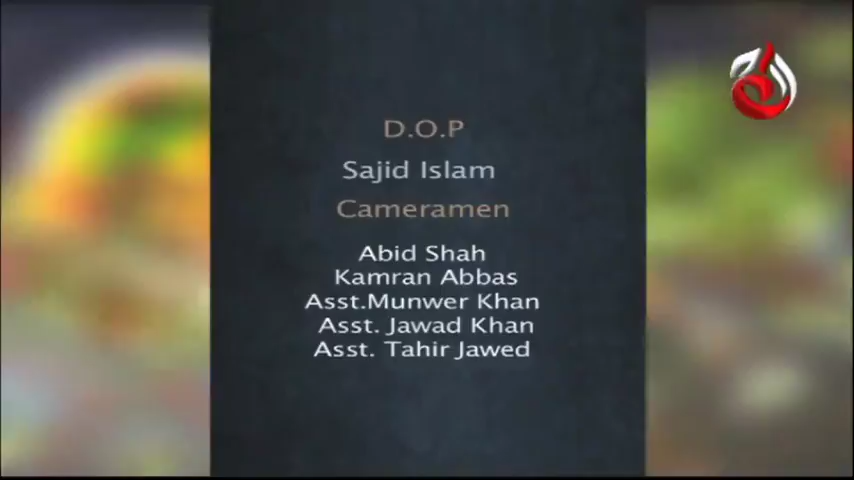 D.O.P
Sajid Islam
Cameramen
Abid Shah
Kamran Abbas
Asst.Munwer Khan
Asst. Jawad Khan
Asst. Tahir Jawed